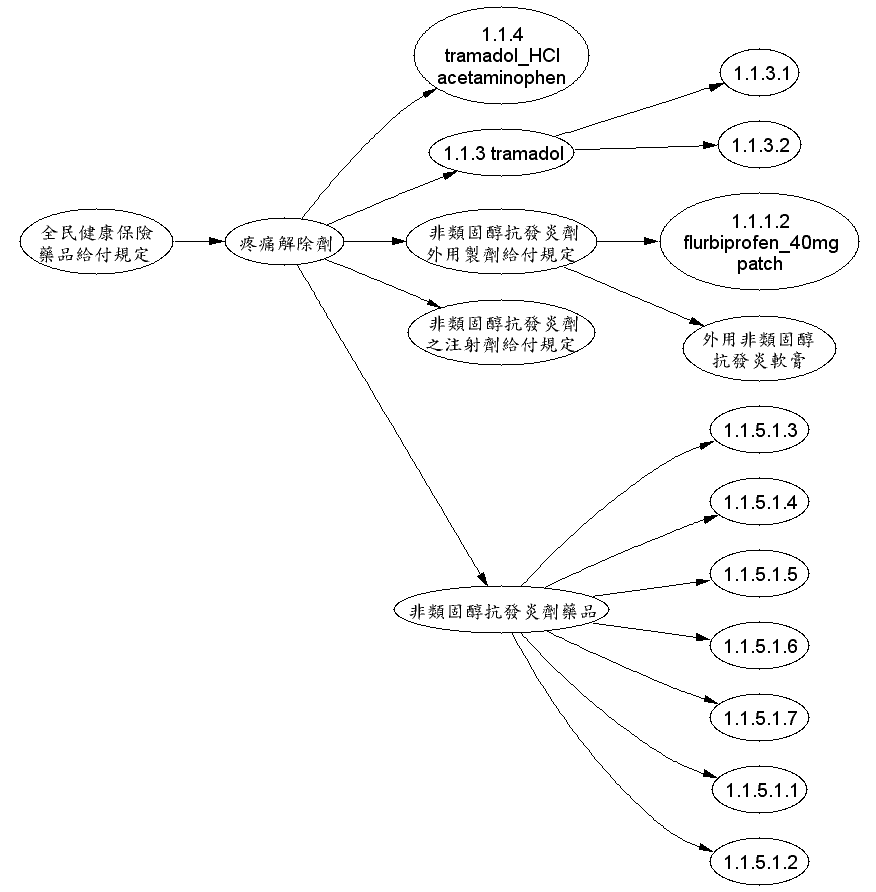 1.1.4
tramadol_HCl
acetaminophen
1.1.3.1
1.1.3 tramadol
1.1.3.2
全民健康保險
藥品給付規定
疼痛解除劑
非類固醇抗發炎劑
外用製劑給付規定
1.1.1.2
flurbiprofen_40mg
patch
非類固醇抗發炎劑
之注射劑給付規定
外用非類固醇
抗發炎軟膏
1.1.5.1.3
1.1.5.1.4
1.1.5.1.5
非類固醇抗發炎劑藥品
1.1.5.1.6
1.1.5.1.7
1.1.5.1.1
1.1.5.1.2